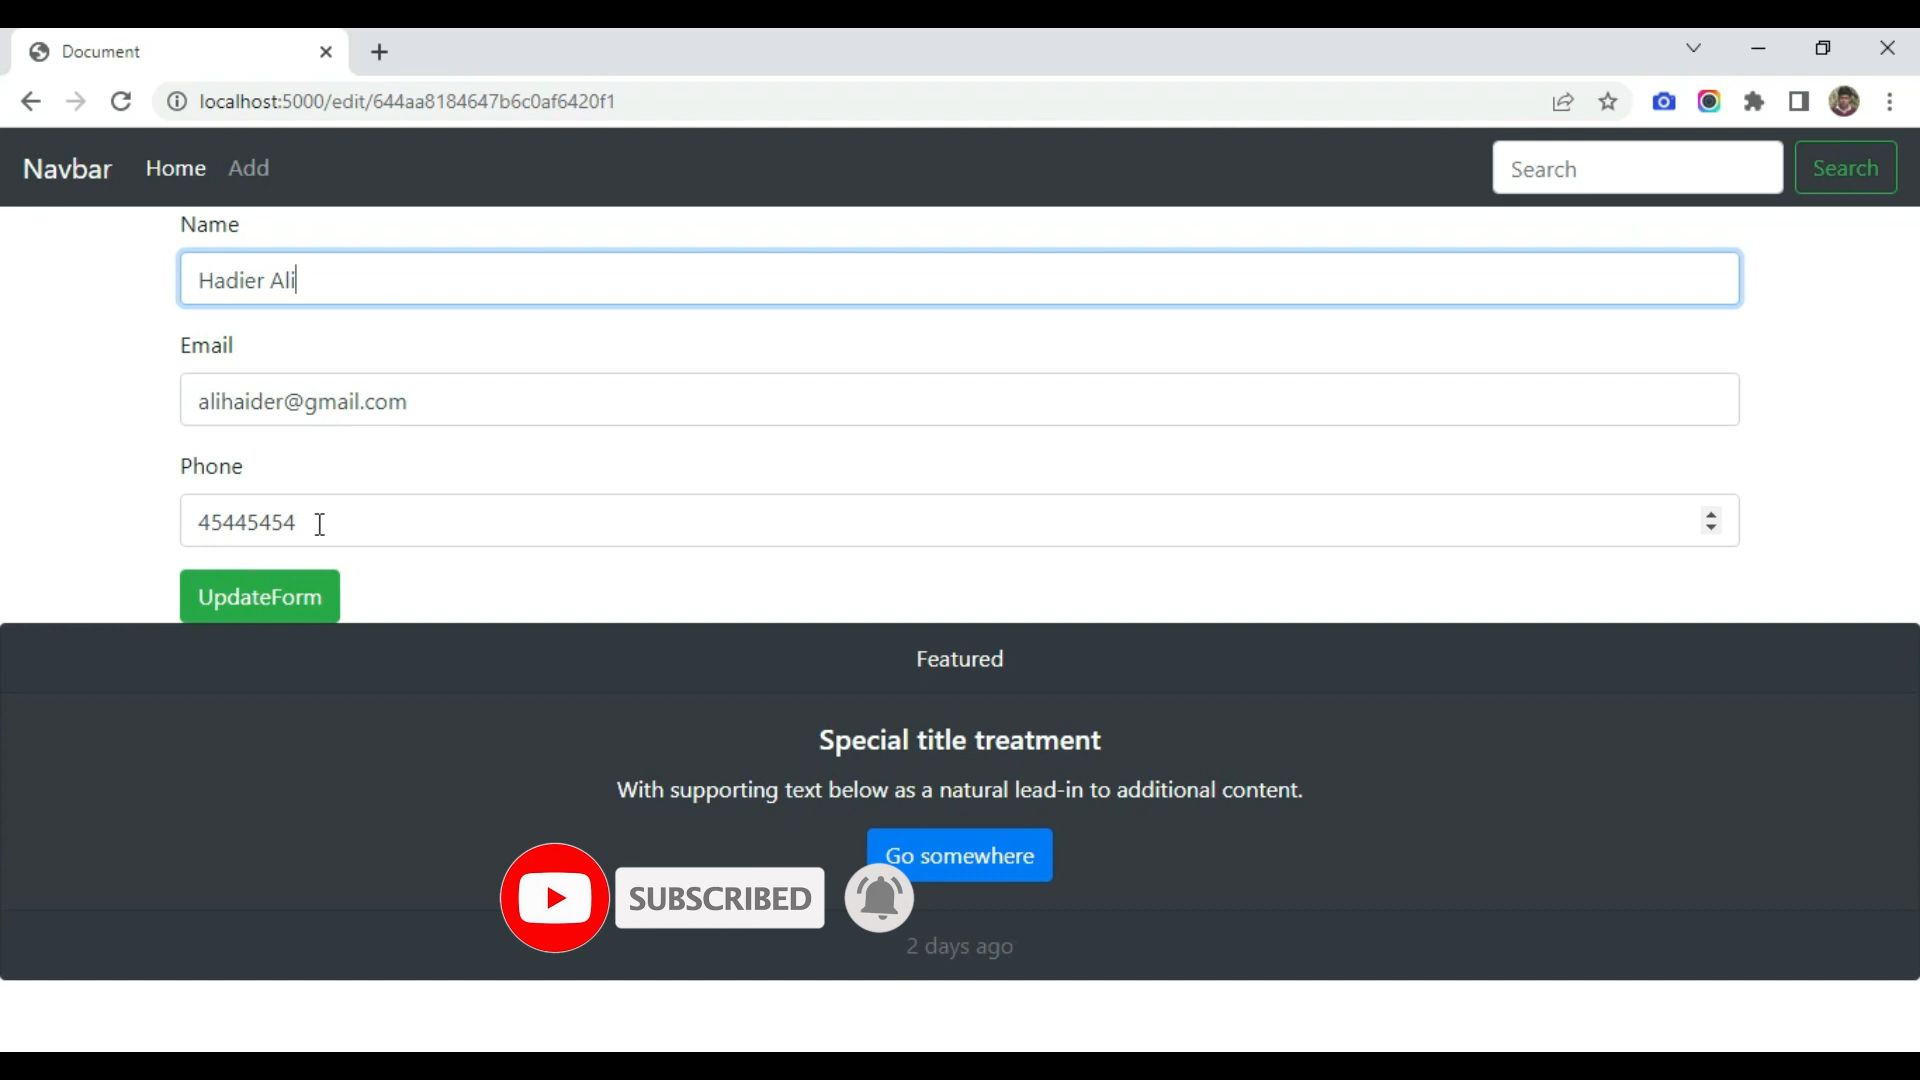 Document
localhost:5000/edit/644aa8184647b6c0af6420f1
Navbar Home Add Search Search
Name
Hadier Ali
Email
alihaider@gmail.com
Phone
45445454
UpdateForm
Featured
Special title treatment
With supporting text below as a natural lead-in to additional content.
Go somewhere
SUBSCRIBED
2 days ago